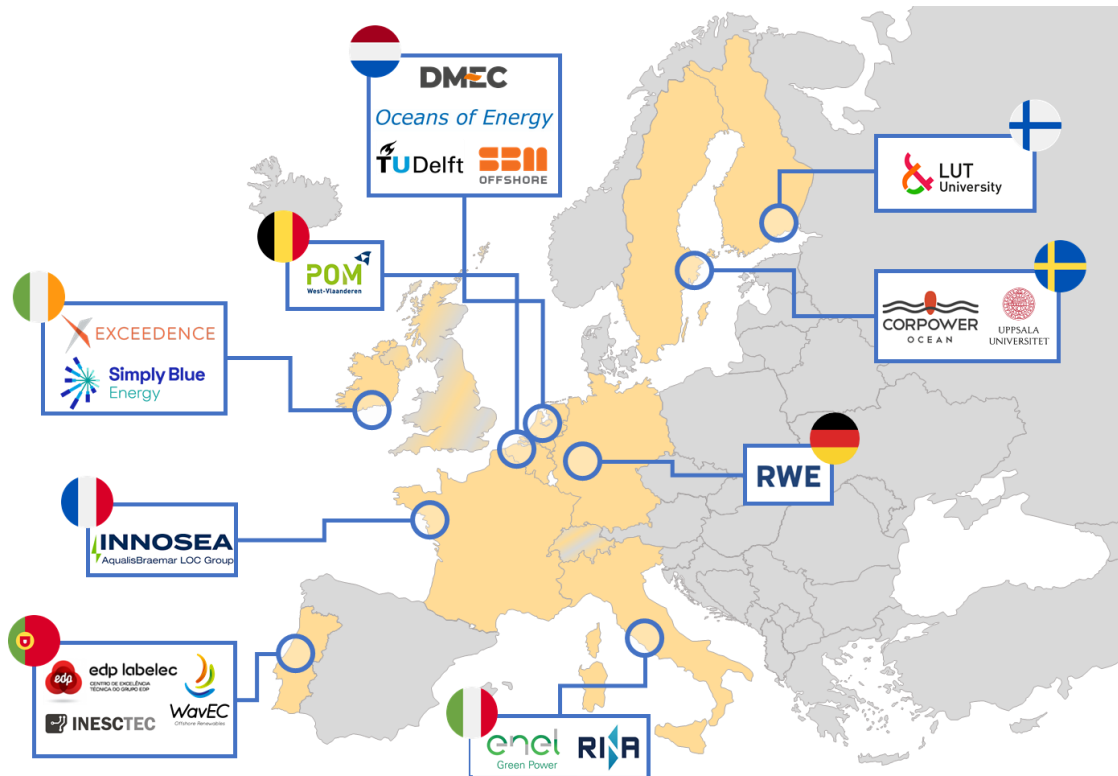 DMEC
Oceans of Energy
TUDelft
SBM
OFFSHORE
LUT
University
POM
West-Vlaanderen
EXCEEDENCE
Simply Blue
Energy
CORPOWER
OCEAN
UPPSALA
UNIVERSITET
RWE
INNOSEA
AqualisBraemar LOC Group
edp
edp labelec
CENTRO DE EXCELÊNCIA
TÉCNICA DO GRUPO EDP
WavEC
Offshore Renewables
INESCTEC
enel
Green Power
RINA